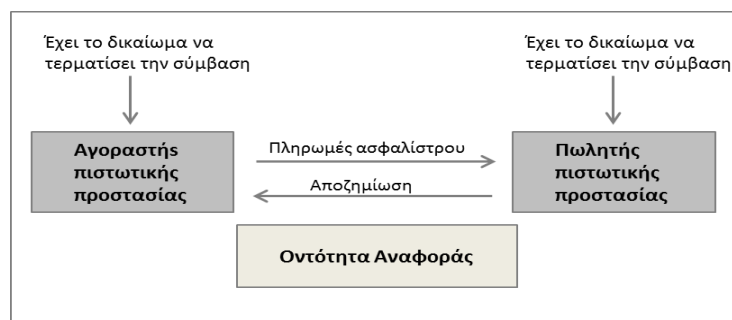 Έχει το δικαίωμα να
τερματίσει την σύμβαση
Έχει το δικαίωμα να
τερματίσει την σύμβαση
Αγοραστής
πιστωτικής
προστασίας
Πληρωμές ασφαλίστρου
Αποζημίωση
Πωλητής
πιστωτικής
προστασίας
Οντότητα Αναφοράς